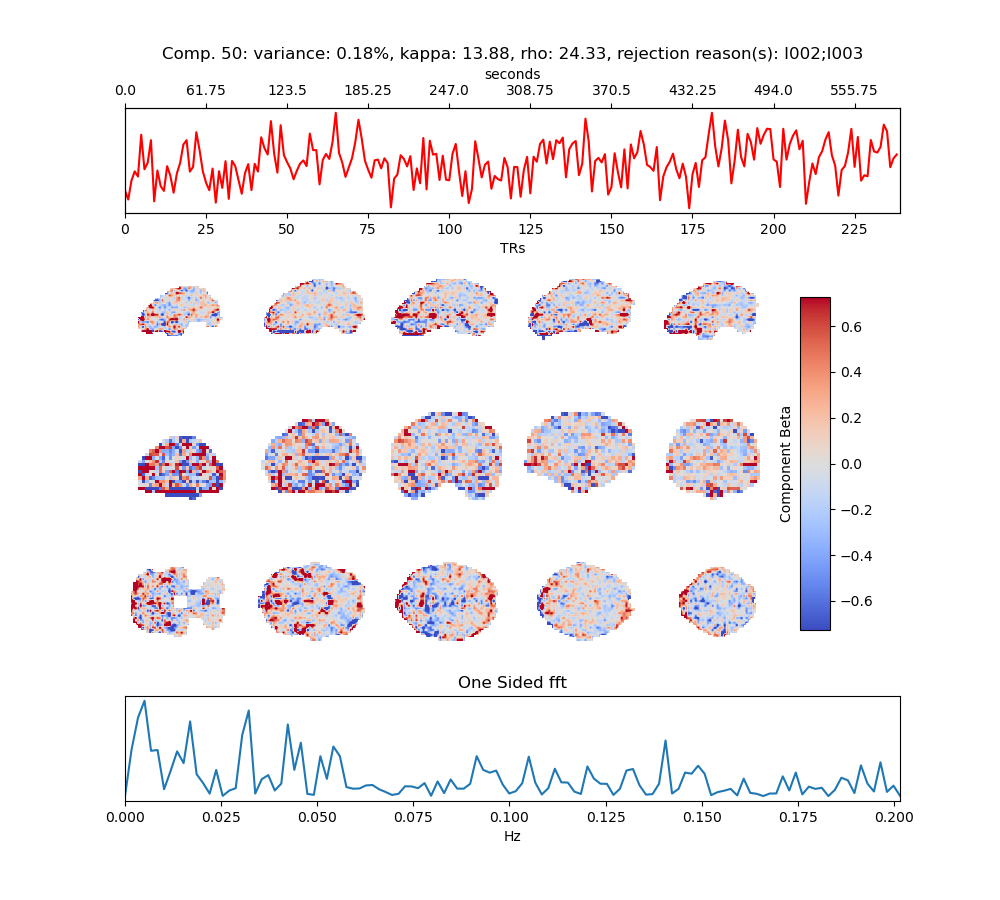 Comp. 50: variance: 0.18%, kappa: 13.88, rho: 24.33, rejection reason(s): I002;I003
seconds
0.0 61.75 123.5 185.25 247.0 308.75 370.5 432.25 494.0 555.75
0 25 50 75 100 125 150 175 200 225
TRs
0.6
0.4
0.2
0.0
−0.2
−0.4
−0.6
Component Beta
One Sided fft
0.000 0.025 0.050 0.075 0.100 0.125 0.150 0.175 0.200
Hz